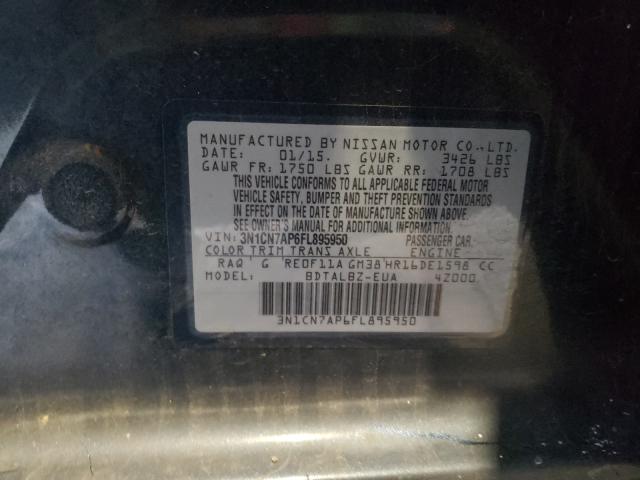 MANUFACTURED BY NISSAN MOTOR CO., LTD.
DATE: 01/15. GVWR: 3426 LBS
GAWR FR: 1750 LBS GAWR RR: 1708 LBS
THIS VEHICLE CONFORMS TO ALL APPLICABLE FEDERAL MOTOR
VEHICLE SAFETY, BUMPER AND THEFT PREVENTION STANDARDS
IN EFFECT ON THE DATE OF MANUFACTURE SHOWN ABOVE.
3/ SEE OWNER'S MANUAL FOR ADDITIONAL INFORMATION
VIN: 3N1CN7AP6FL895950 PASSENGER CAR.
COLOR TRIM TRANS AXLE ENGINE
RAQ G RE0F11A GM38 HR16DE1598 CC
MODEL: BDTALBZ-EUA 4Z000
3N1CN7AP6FL895950